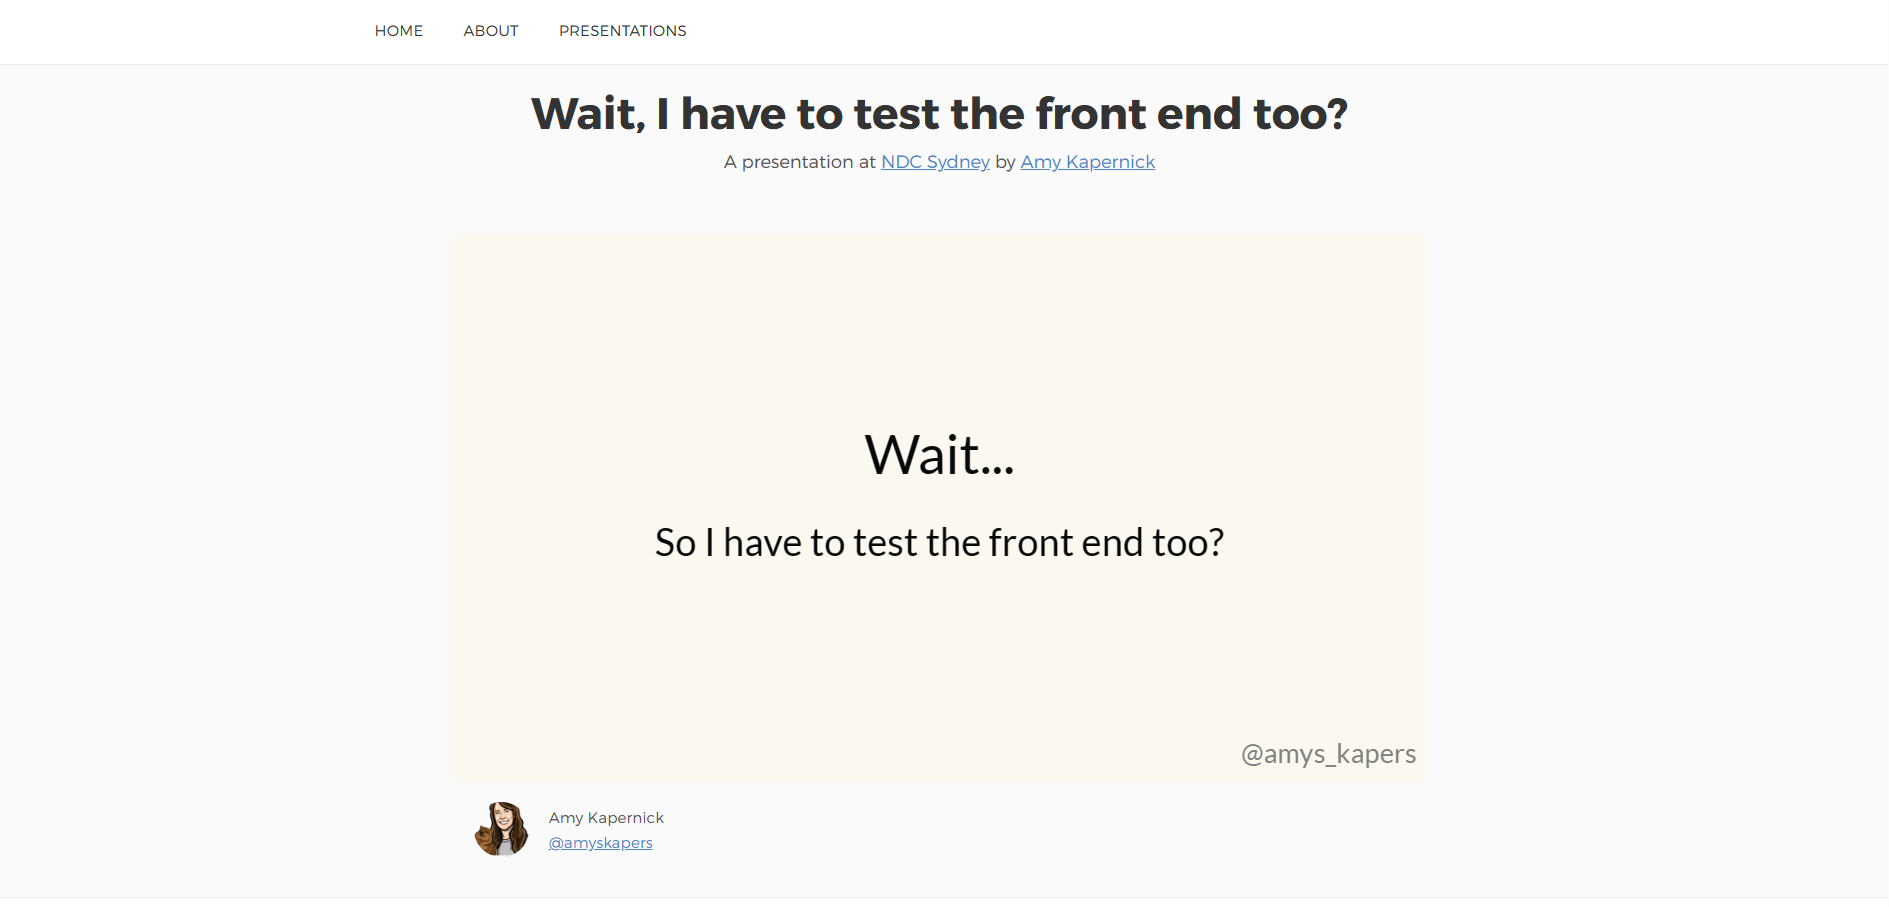 HOME ABOUT PRESENTATIONS
Wait, I have to test the front end too?
A presentation at NDC Sydney by Amy Kapernick
Wait...
So I have to test the front end too?
@amys_kapers
Amy Kapernick
@amyskapers